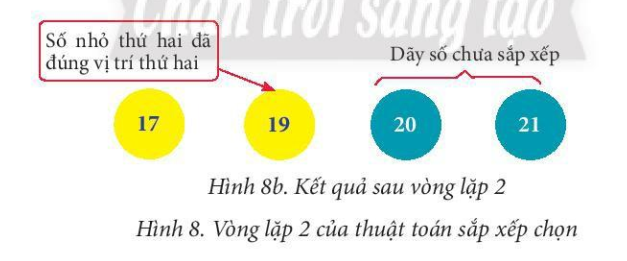 Chân trời sáng tạo
Số nhỏ thứ hai đã
đúng vị trí thứ hai
Dãy số chưa sắp xếp
17 19 20 21
Hình 8b. Kết quả sau vòng lặp 2
Hình 8. Vòng lặp 2 của thuật toán sắp xếp chọn